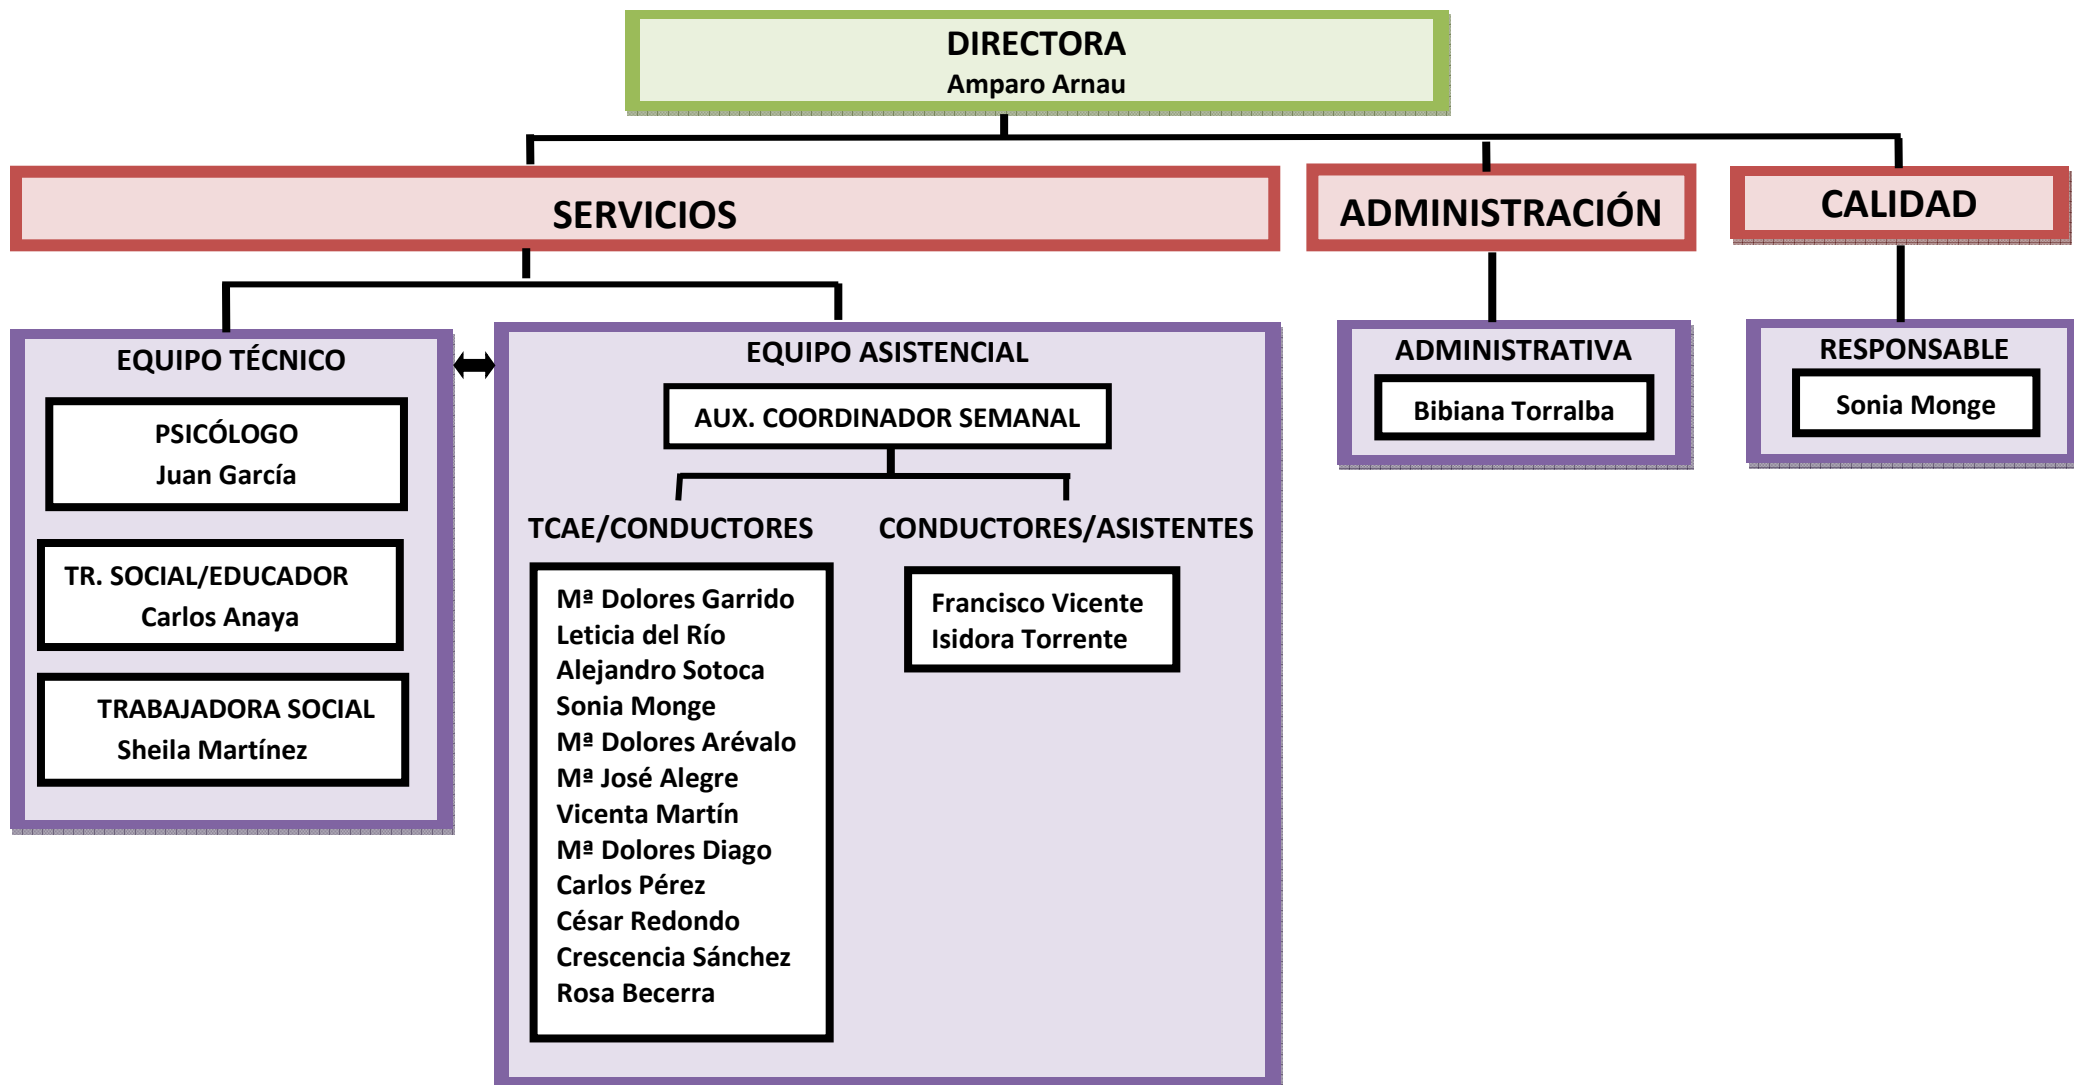 DIRECTORA
Amparo Arnau
SERVICIOS
ADMINISTRACIÓN
CALIDAD
EQUIPO TÉCNICO
PSICÓLOGO
Juan García
TR. SOCIAL/EDUCADOR
Carlos Anaya
TRABAJADORA SOCIAL
Sheila Martínez
EQUIPO ASISTENCIAL
AUX. COORDINADOR SEMANAL
TCAE/CONDUCTORES
Mª Dolores Garrido
Leticia del Río
Alejandro Sotoca
Sonia Monge
Mª Dolores Arévalo
Mª José Alegre
Vicenta Martín
Mª Dolores Diago
Carlos Pérez
César Redondo
Crescencia Sánchez
Rosa Becerra
CONDUCTORES/ASISTENTES
Francisco Vicente
Isidora Torrente
ADMINISTRATIVA
Bibiana Torralba
RESPONSABLE
Sonia Monge